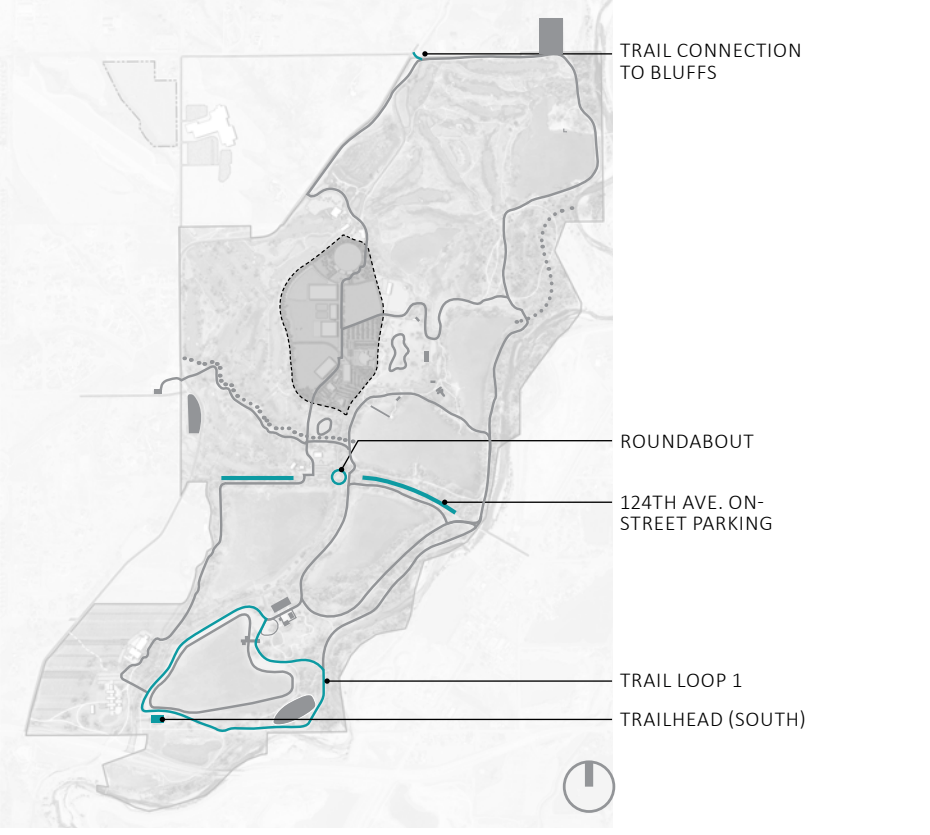 TRAIL CONNECTION
TO BLUFFS
ROUNDABOUT
124TH AVE. ON-
STREET PARKING
TRAIL LOOP 1
TRAILHEAD (SOUTH)